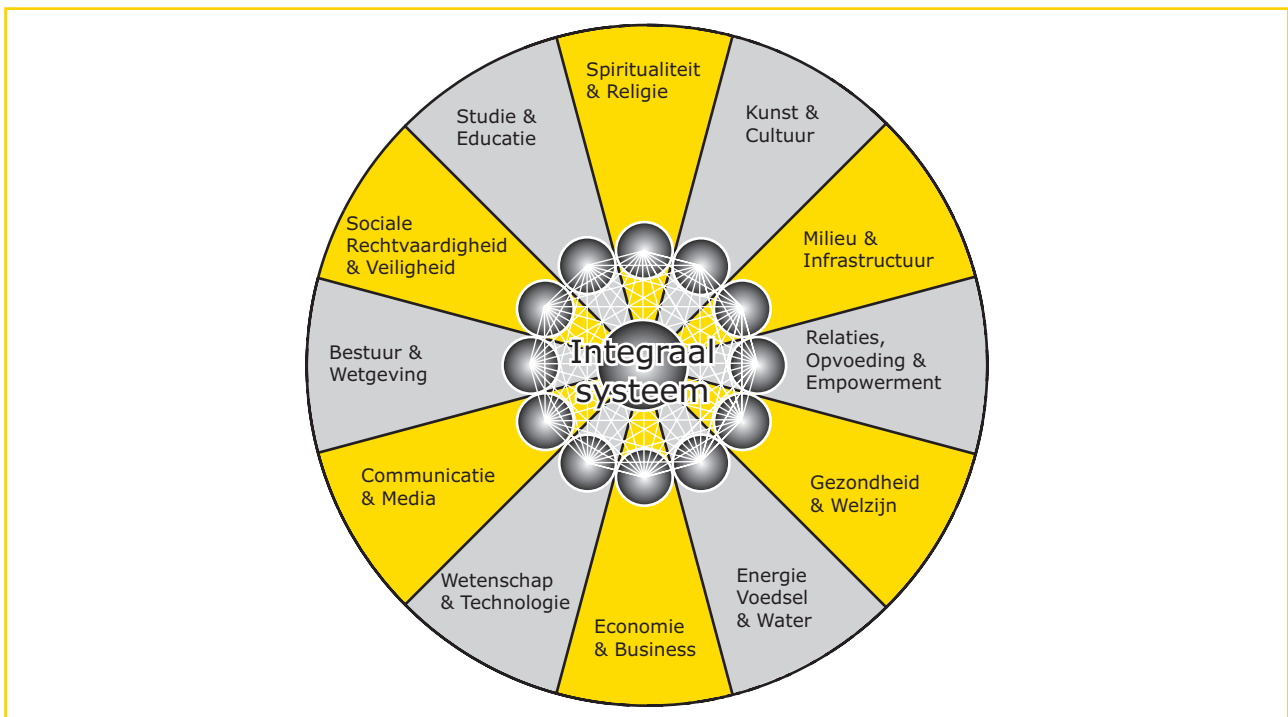 Spiritualiteit
& Religie
Kunst &
Cultuur
Milieu &
Infrastructuur
Relaties,
Opvoeding &
Empowerment
Gezondheid
& Welzijn
Energie
Voedsel
& Water
Economie
& Business
Wetenschap
& Technologie
Communicatie
& Media
Bestuur &
Wetgeving
Sociale
Rechtvaardigheid
& Veiligheid
Studie &
Educatie
Integraal
systeem